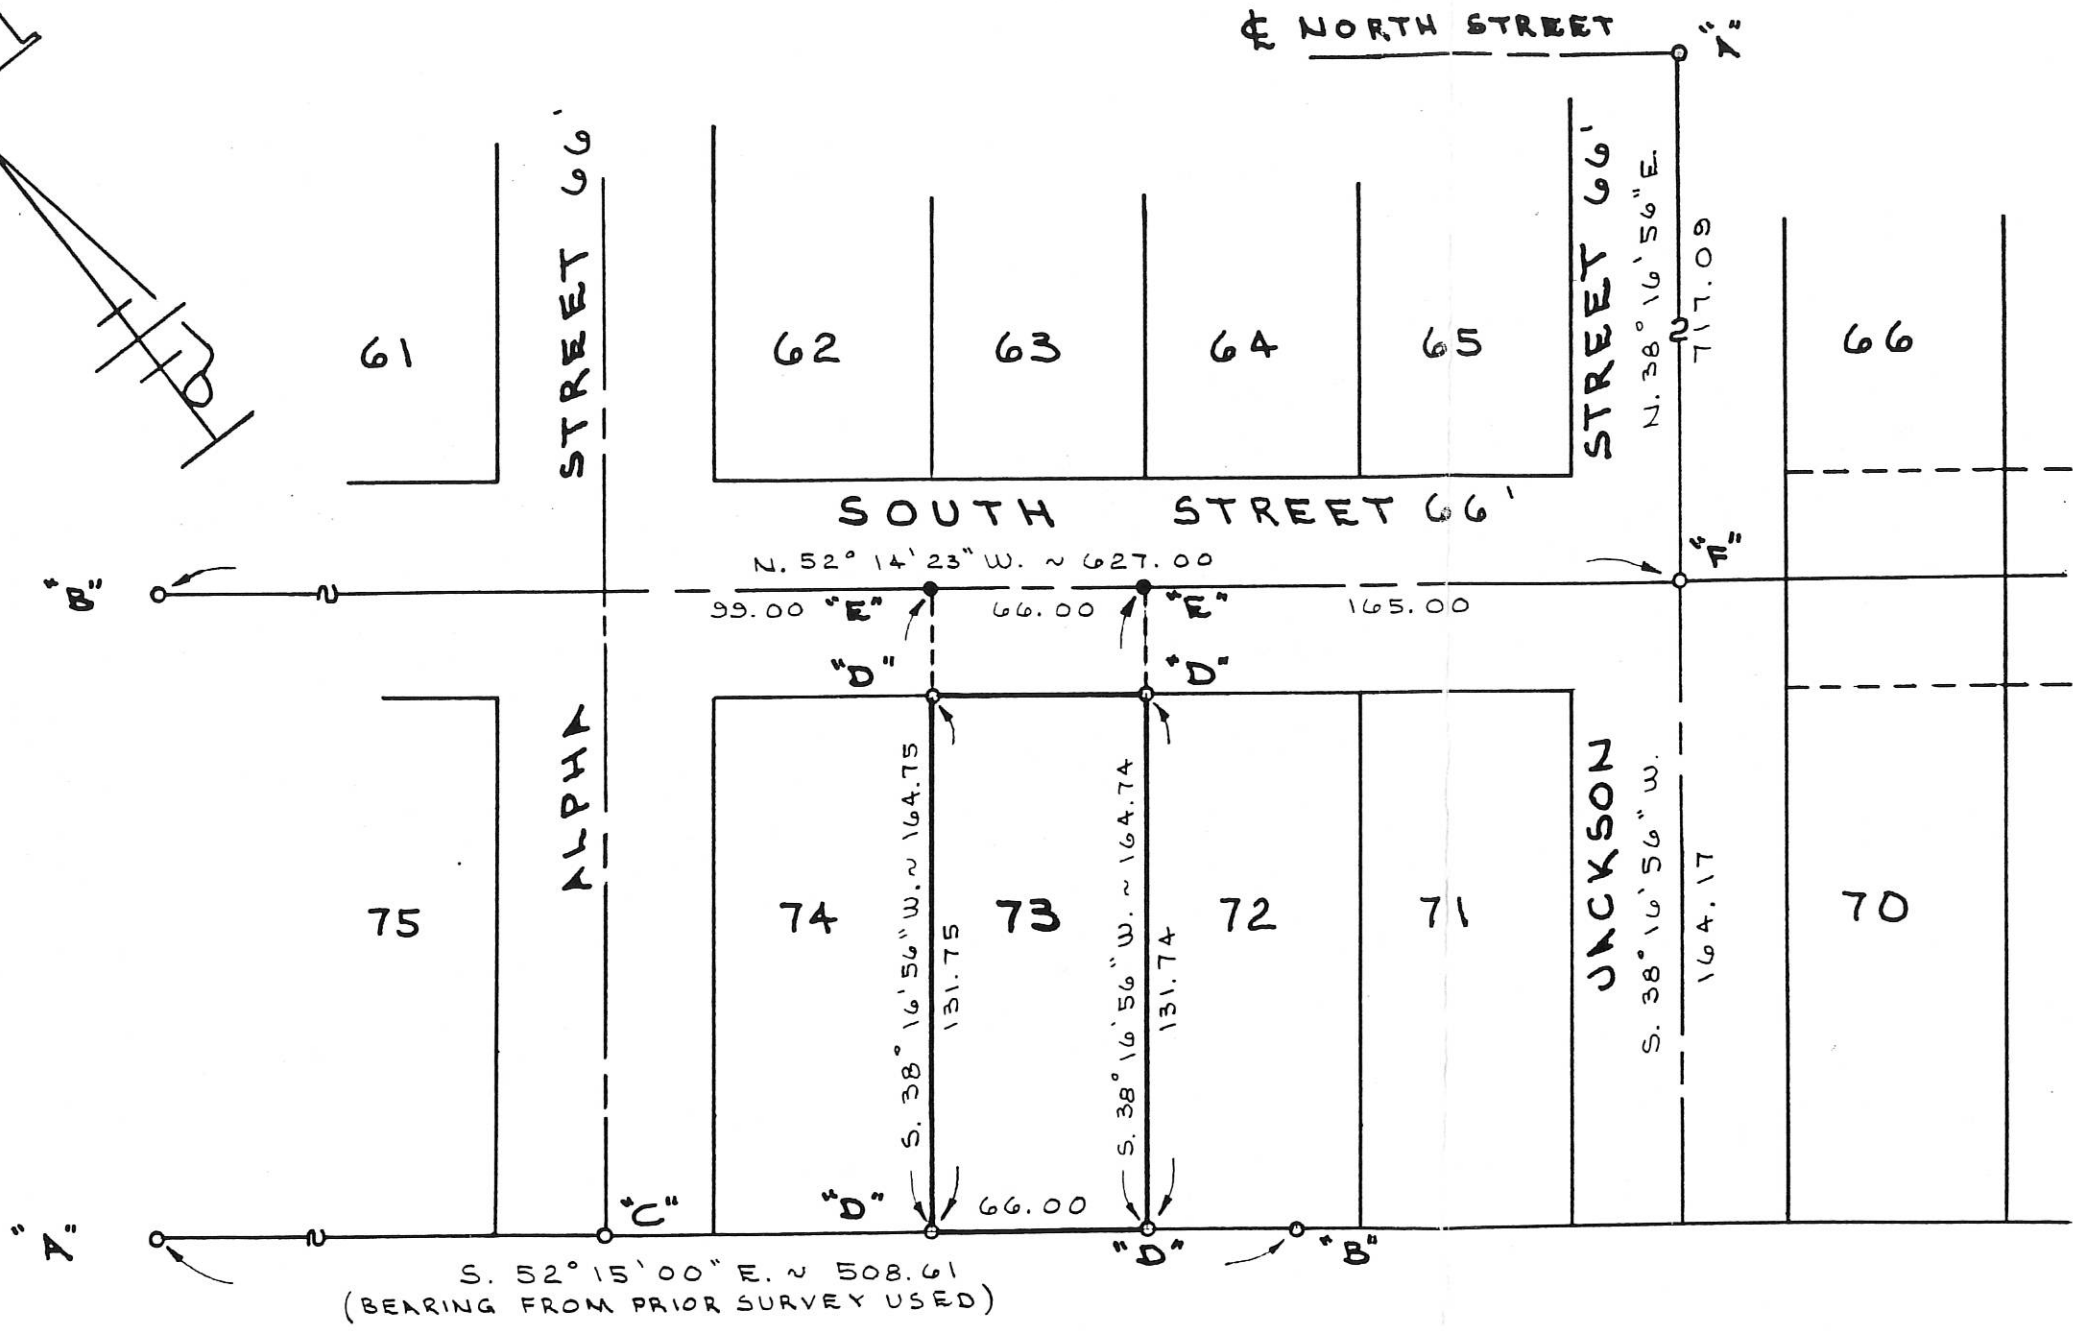 ℄ NORTH STREET "A"
STREET 66'
STREET 66'
N. 38° 16' 56" E.
717.09
61
62
63
64
65
66
SOUTH STREET 66'
"F"
N. 52° 14' 23" W. ~ 627.00
"B"
99.00 "E" 66.00 "E" 165.00
"D" "D"
ALPHA
S. 38° 16' 56" W. ~ 164.75
131.75
S. 38° 16' 56" W. ~ 164.74
131.74
JACKSON
S. 38° 16' 56" W.
164.17
75
74
73
72
71
70
"A"
"C"
"D" 66.00
"D"
"B"
S. 52° 15' 00" E. ~ 508.61
(BEARING FROM PRIOR SURVEY USED)